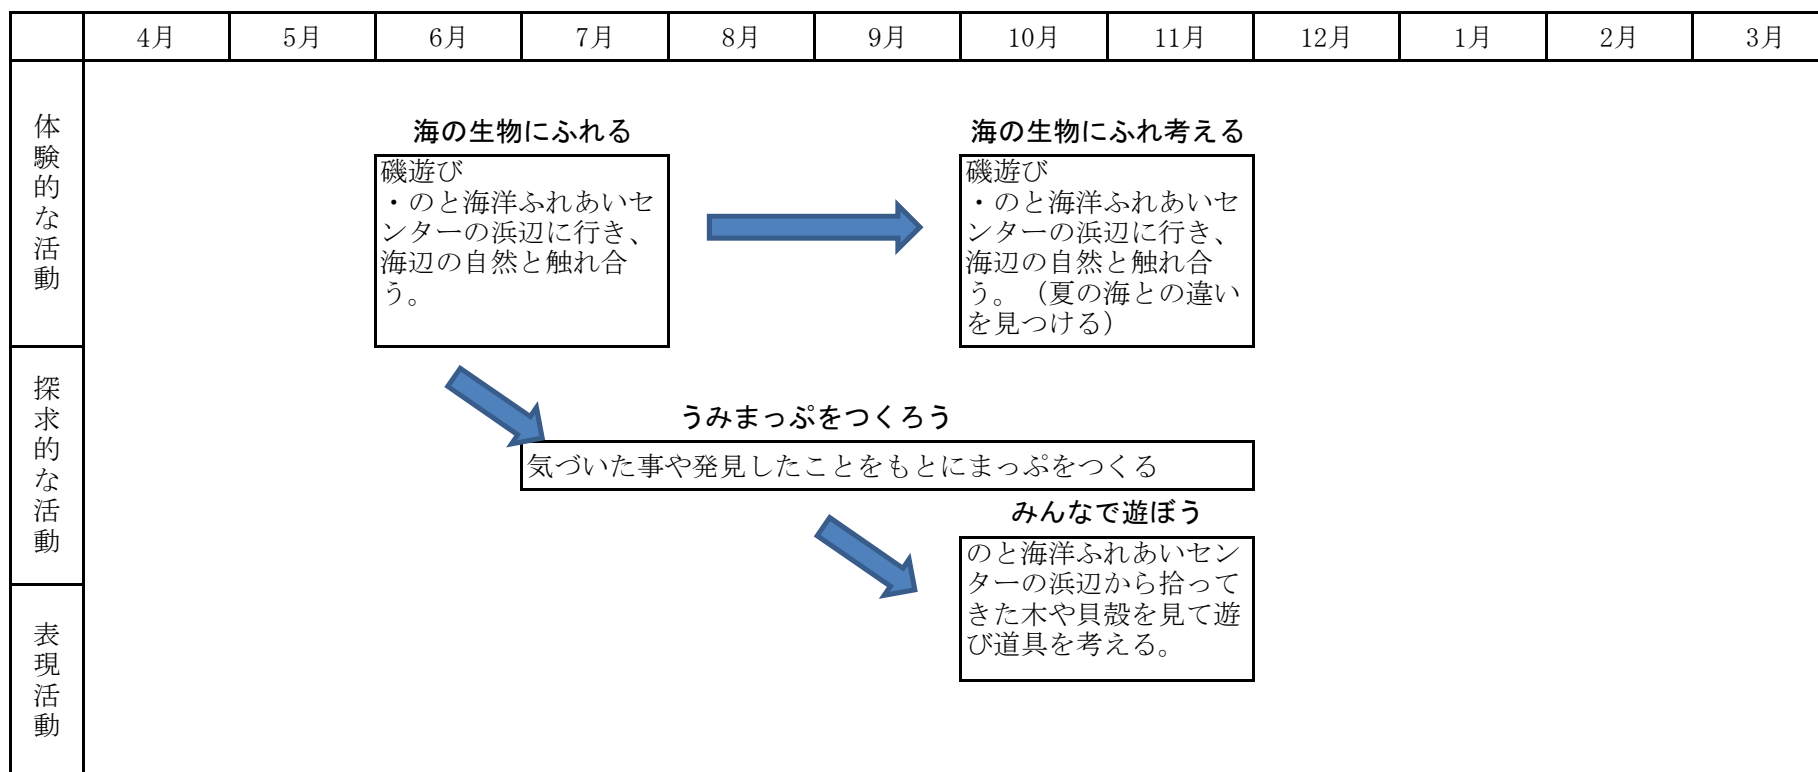 4月 5月 6月 7月 8月 9月 10月 11月 12月 1月 2月 3月
体験的な活動
海の生物にふれる
磯遊び
・のと海洋ふれあいセ
ンターの浜辺に行き、
海辺の自然と触れ合
う。
海の生物にふれ考える
磯遊び
・のと海洋ふれあいセ
ンターの浜辺に行き、
海辺の自然と触れ合
う。（夏の海との違い
を見つける）
探求的な活動
うみまっぷをつくろう
気づいた事や発見したことをもとにまっぷをつくる
みんなで遊ぼう
のと海洋ふれあいセン
ターの浜辺から拾って
きた木や貝殻を見て遊
び道具を考える。
表現活動